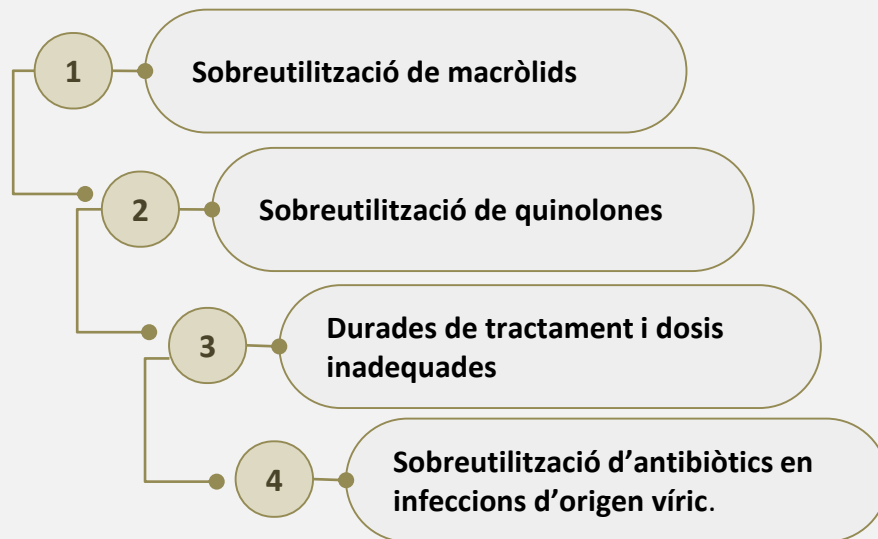 1
Sobreutilització de macròlids
2
Sobreutilització de quinolones
3
Durades de tractament i dosis
inadequades
4
Sobreutilització d’antibiòtics en
infeccions d’origen víric.